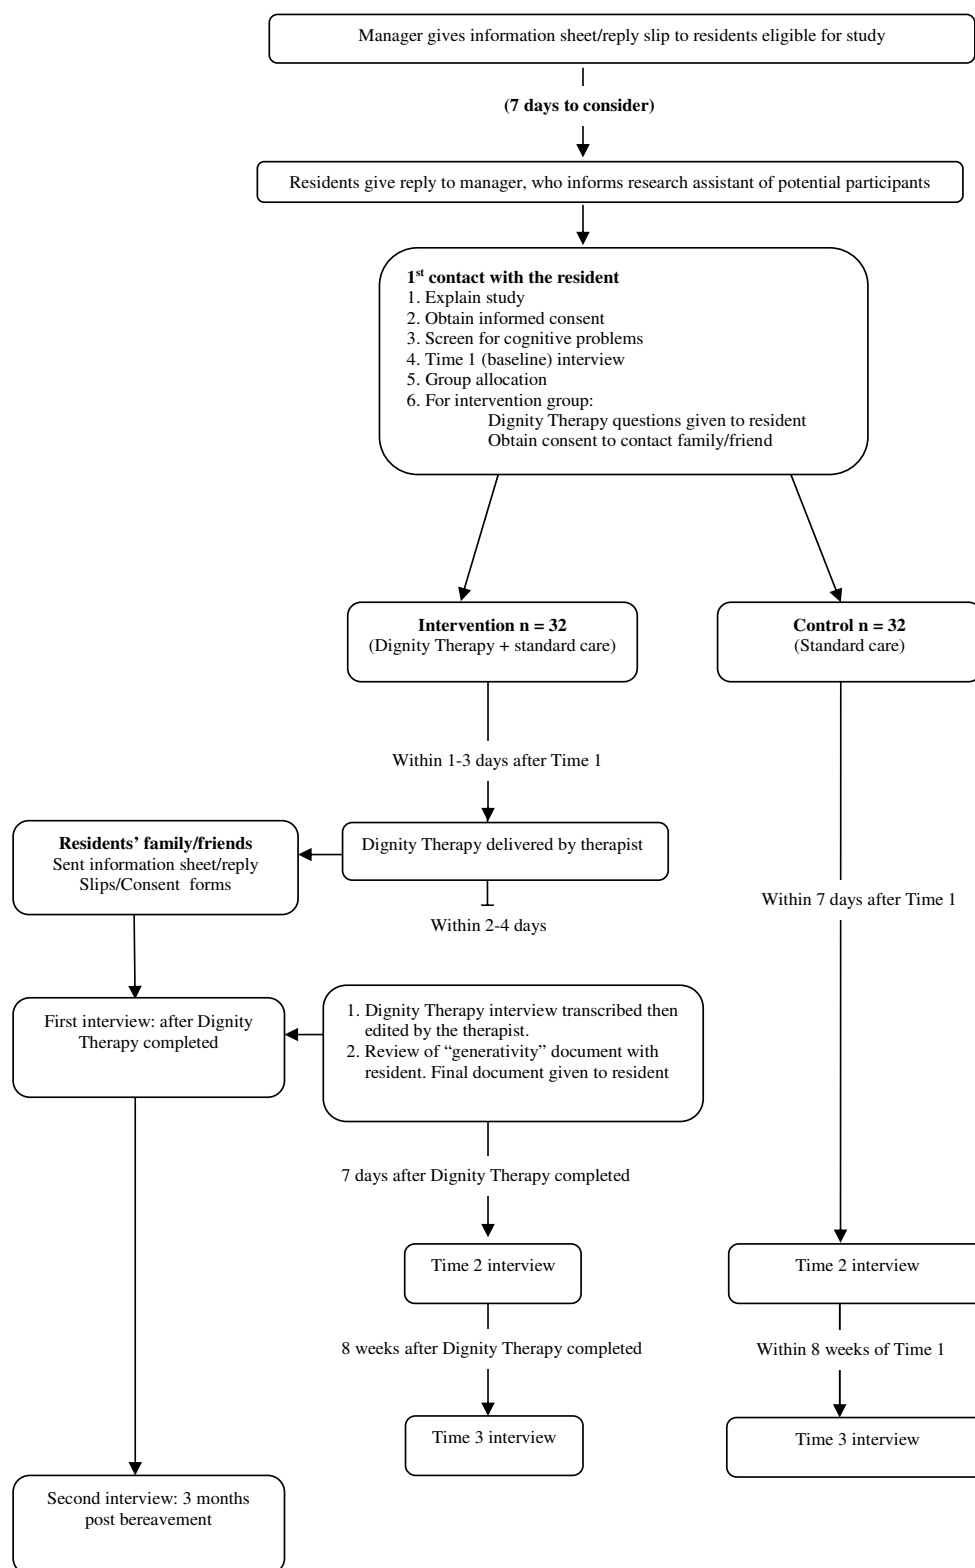 Manager gives information sheet/reply slip to residents eligible for study
(7 days to consider)
Residents give reply to manager, who informs research assistant of potential participants
1st contact with the resident
1. Explain study
2. Obtain informed consent
3. Screen for cognitive problems
4. Time 1 (baseline) interview
5. Group allocation
6. For intervention group:
Dignity Therapy questions given to resident
Obtain consent to contact family/friend
Intervention n = 32
(Dignity Therapy + standard care)
Control n = 32
(Standard care)
Within 1-3 days after Time 1
Dignity Therapy delivered by therapist
Residents' family/friends
Sent information sheet/reply
Slips/Consent forms
Within 7 days after Time 1
Within 2-4 days
First interview: after Dignity
Therapy completed
1. Dignity Therapy interview transcribed then
edited by the therapist.
2. Review of “generativity” document with
resident. Final document given to resident
7 days after Dignity Therapy completed
Time 2 interview
Time 2 interview
8 weeks after Dignity Therapy completed
Within 8 weeks of Time 1
Time 3 interview
Time 3 interview
Second interview: 3 months
post bereavement